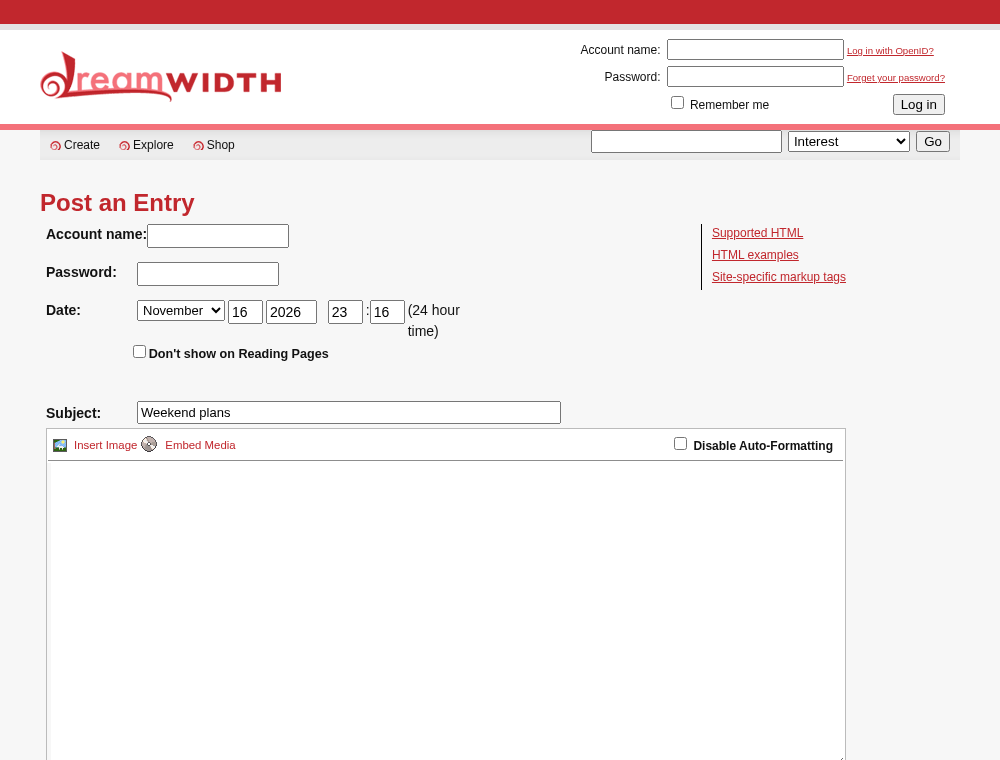 Account name: Log in with OpenID?
dreamWIDTH
Password: Forget your password?
Remember me Log in
Create Explore Shop Interest Go
Post an Entry
Account name:
Supported HTML
HTML examples
Password:
Site-specific markup tags
Date: November 16 2026 23 : 16 (24 hour
time)
Don't show on Reading Pages
Subject: Weekend plans
Insert Image Embed Media Disable Auto-Formatting